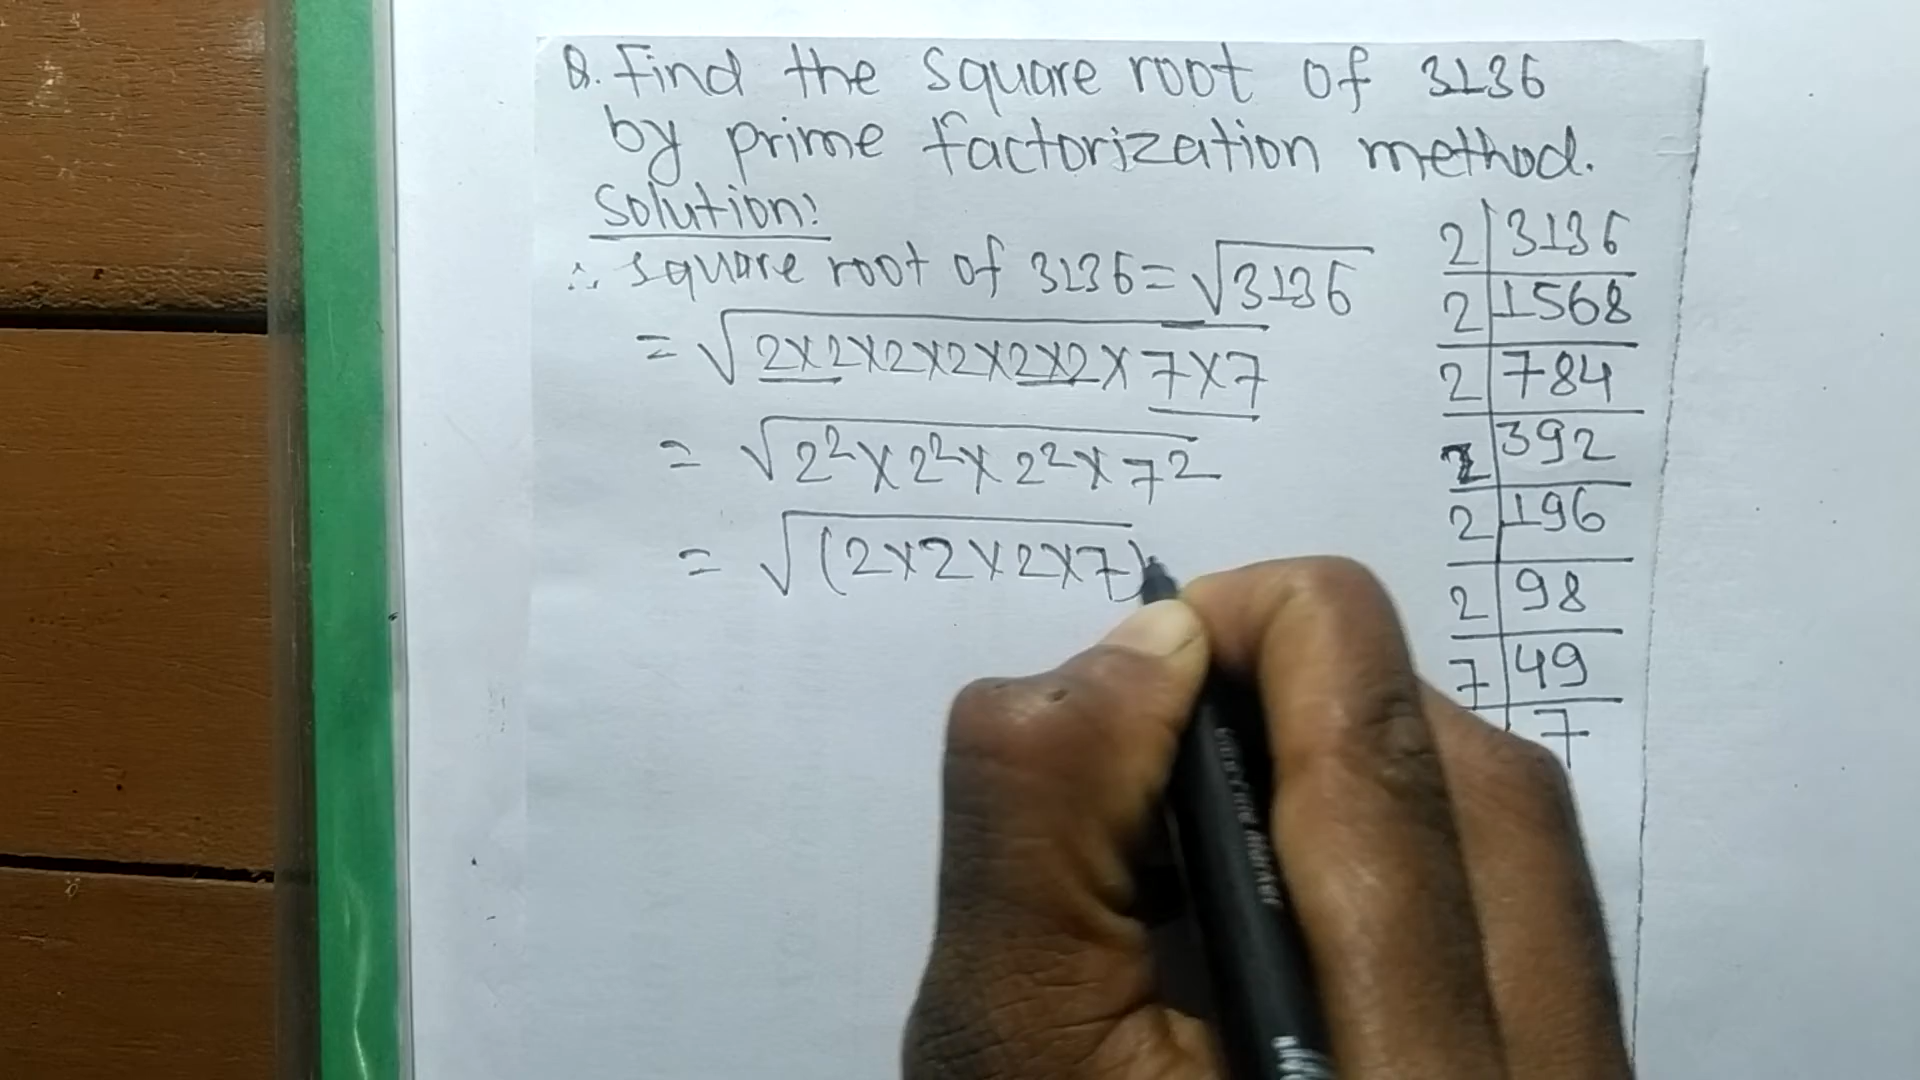 Q. Find the square root of 3136
by prime factorization method.
Solution:
∴ square root of 3136 = √3136
= √2×2×2×2×2×2×7×7
= √2²×2²×2²×7²
= √(2×2×2×7)
2|3136
2|1568
2|784
2|392
2|196
2|98
7|49
7